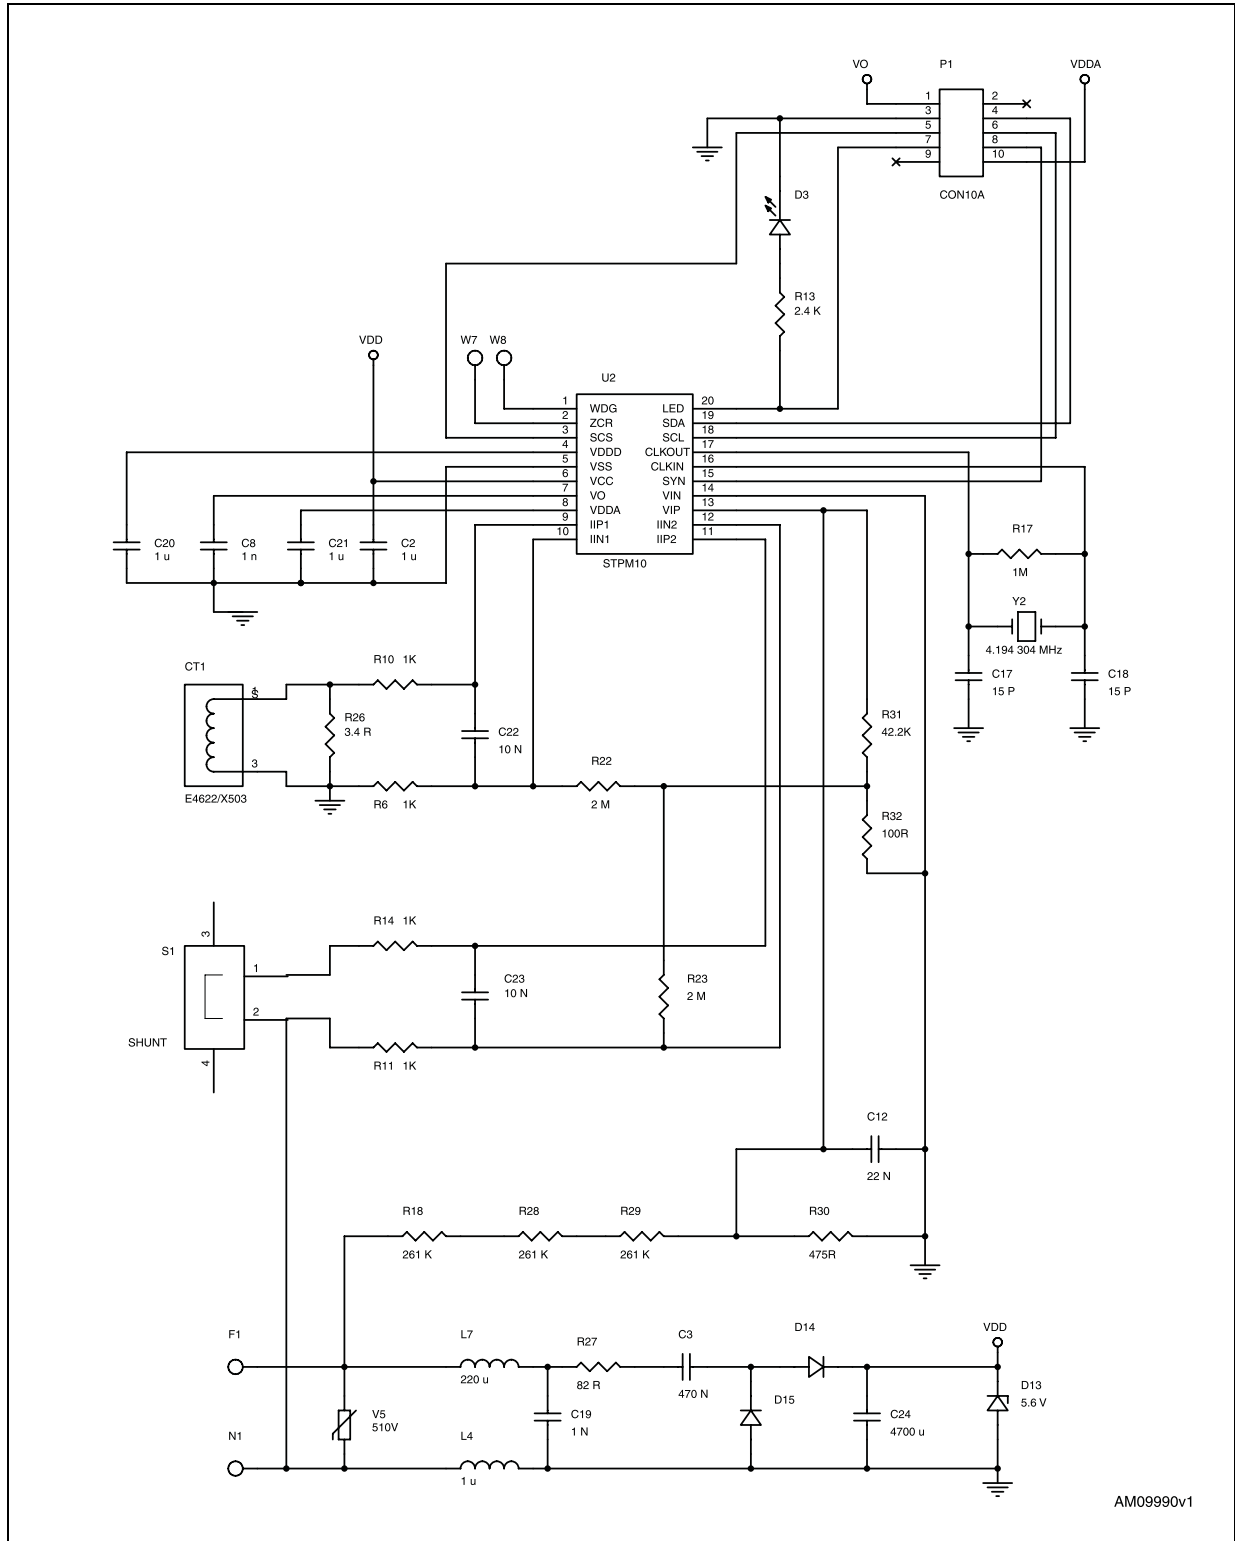 VO P1 VDDA
1 2
3 4
5 6
7 8
9 10
D3 CON10A
R13
2.4 K
VDD W7 W8
U2
1 WDG LED 20
2 ZCR SDA 19
3 SCS SCL 18
4 VDDD CLKOUT 17
5 VSS CLKIN 16
6 VCC SYN 15
7 VO VIN 14
8 VDDA VIP 13
9 IIP1 IIN2 12
10 IIN1 IIP2 11
STPM10
C20 C8 C21 C2
1 u 1 n 1 u 1 u
R17
1M
Y2
4.194 304 MHz
C17 C18
15 P 15 P
CT1 R10 1K
R26
3.4 R
C22
10 N
3
E4622/X503 R6 1K
R22
2 M
R31
42.2K
R32
100R
S1 3 R14 1K
1
2
SHUNT 4
C23
10 N
R23
2 M
R11 1K
C12
22 N
R18 R28 R29 R30
261 K 261 K 261 K 475R
F1 L7 R27 C3 D14 VDD
220 u 82 R 470 N
V5
510V
C19
1 N
D15 C24
4700 u
D13
5.6 V
N1 L4
1 u
AM09990v1